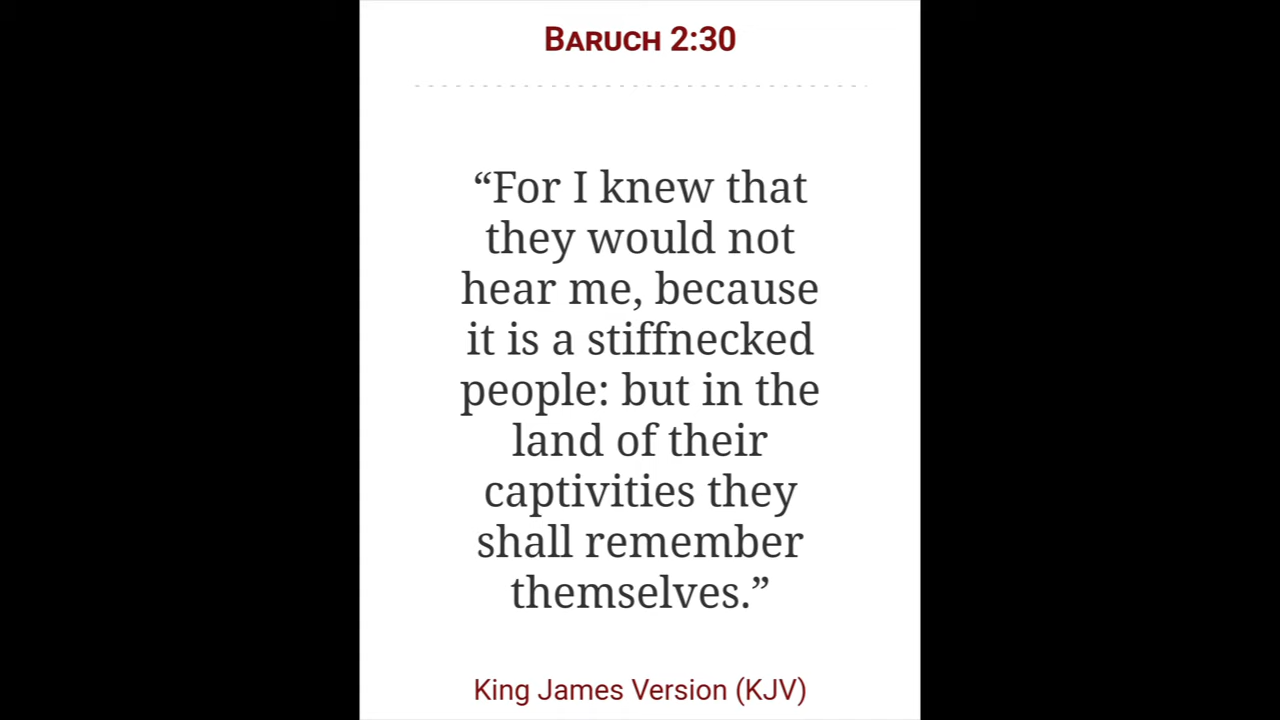 BARUCH 2:30
“For I knew that
they would not
hear me, because
it is a stiffnecked
people: but in the
land of their
captivities they
shall remember
themselves.”
King James Version (KJV)